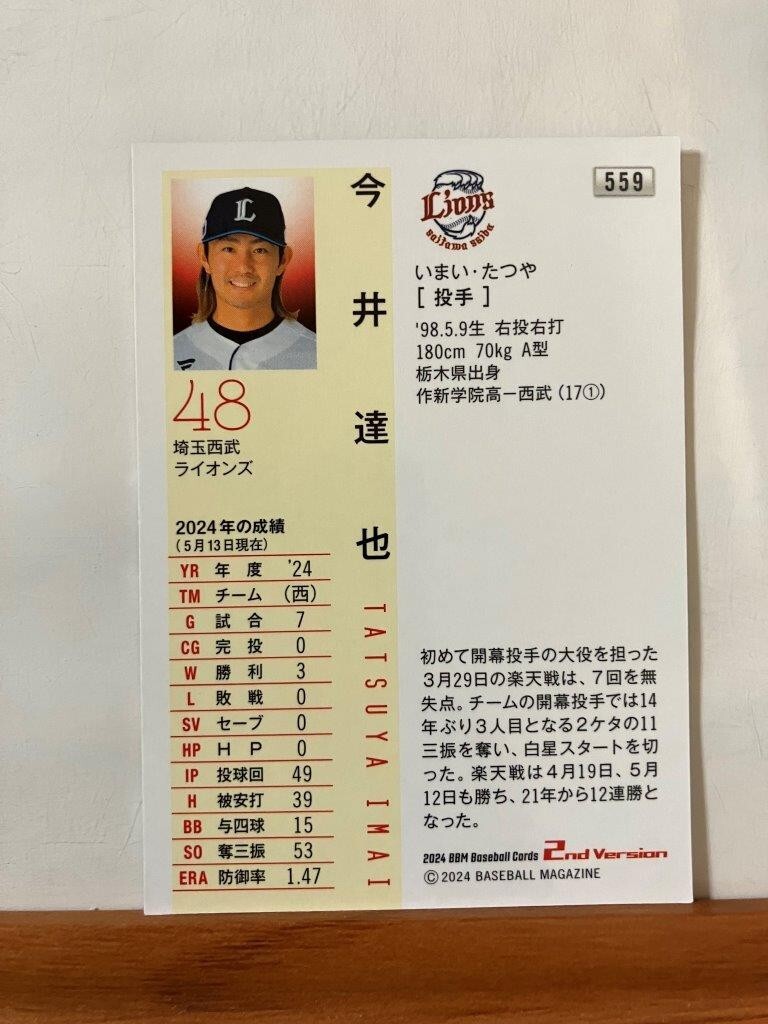 559
L
Lions
saitama seibu
今井達也
TATSUYA IMAI
いまい・たつや
[ 投手 ]
'98.5.9生 右投右打
180cm 70kg A型
栃木県出身
作新学院高ー西武（17①）
48
埼玉西武
ライオンズ
2024年の成績
（5月13日現在）
YR 年度 '24
TM チーム （西）
G 試合 7
CG 完投 0
W 勝利 3
L 敗戦 0
SV セーブ 0
HP ＨＰ 0
IP 投球回 49
H 被安打 39
BB 与四球 15
SO 奪三振 53
ERA 防御率 1.47
初めて開幕投手の大役を担った
３月29日の楽天戦は、７回を無
失点。チームの開幕投手では14
年ぶり３人目となる２ケタの11
三振を奪い、白星スタートを切
った。楽天戦は４月19日、５月
12日も勝ち、21年から12連勝と
なった。
2024 BBM Baseball Cards 2nd Version
©2024 BASEBALL MAGAZINE